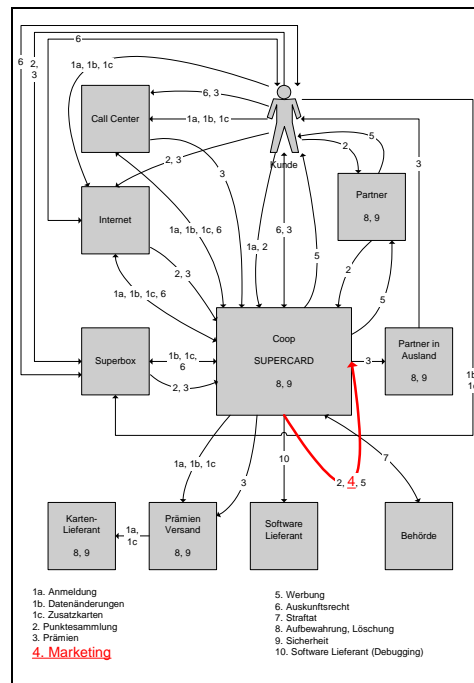 6
2,
3
6
1a, 1b, 1c
6, 3
1a, 1b, 1c
Call Center
Kunde
5
2
3
2, 3
3
Partner
8, 9
Internet
1a, 1b, 1c, 6
1a, 2
6, 3
5
2
5
1a, 1b, 1c, 6
2, 3
Coop
SUPERCARD
8, 9
Superbox
1b, 1c,
6
2, 3
3
Partner in
Ausland
8, 9
1b,
1c
1a, 1b, 1c
3
10
2, 4, 5
7
Karten-
Lieferant
8, 9
1a,
1c
Prämien
Versand
8, 9
Software
Lieferant
Behörde
1a. Anmeldung
1b. Datenänderungen
1c. Zusatzkarten
2. Punktesammlung
3. Prämien
4. Marketing
5. Werbung
6. Auskunftsrecht
7. Straftat
8. Aufbewahrung, Löschung
9. Sicherheit
10. Software Lieferant (Debugging)